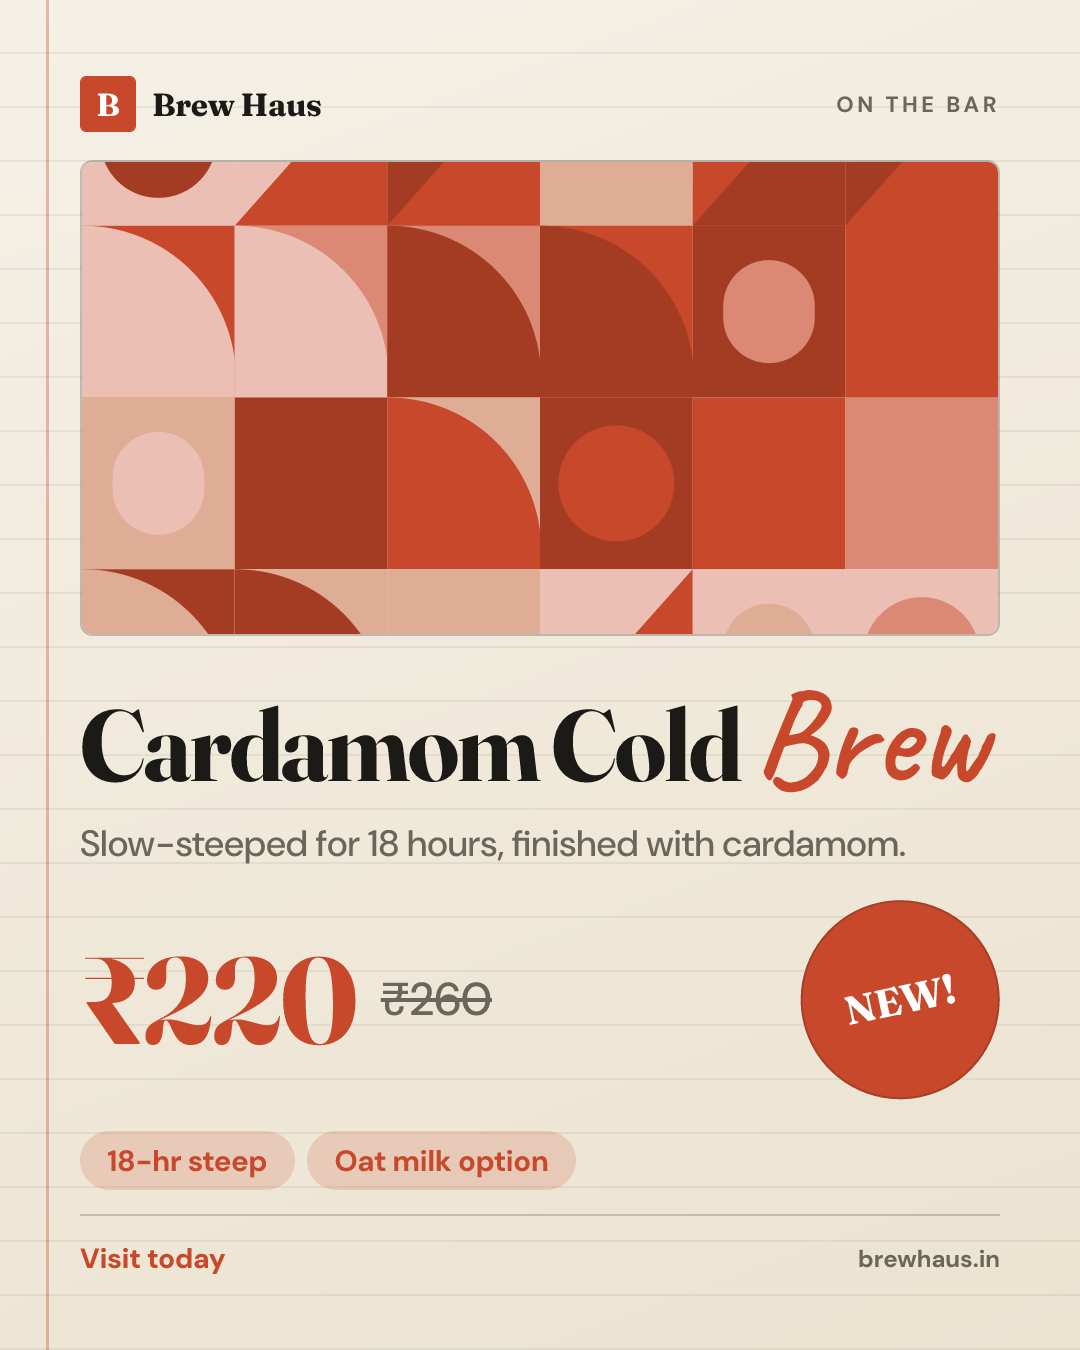 B Brew Haus
ON THE BAR
Cardamom Cold Brew
Slow-steeped for 18 hours, finished with cardamom.
₹220 ₹260
NEW!
18-hr steep
Oat milk option
Visit today
brewhaus.in